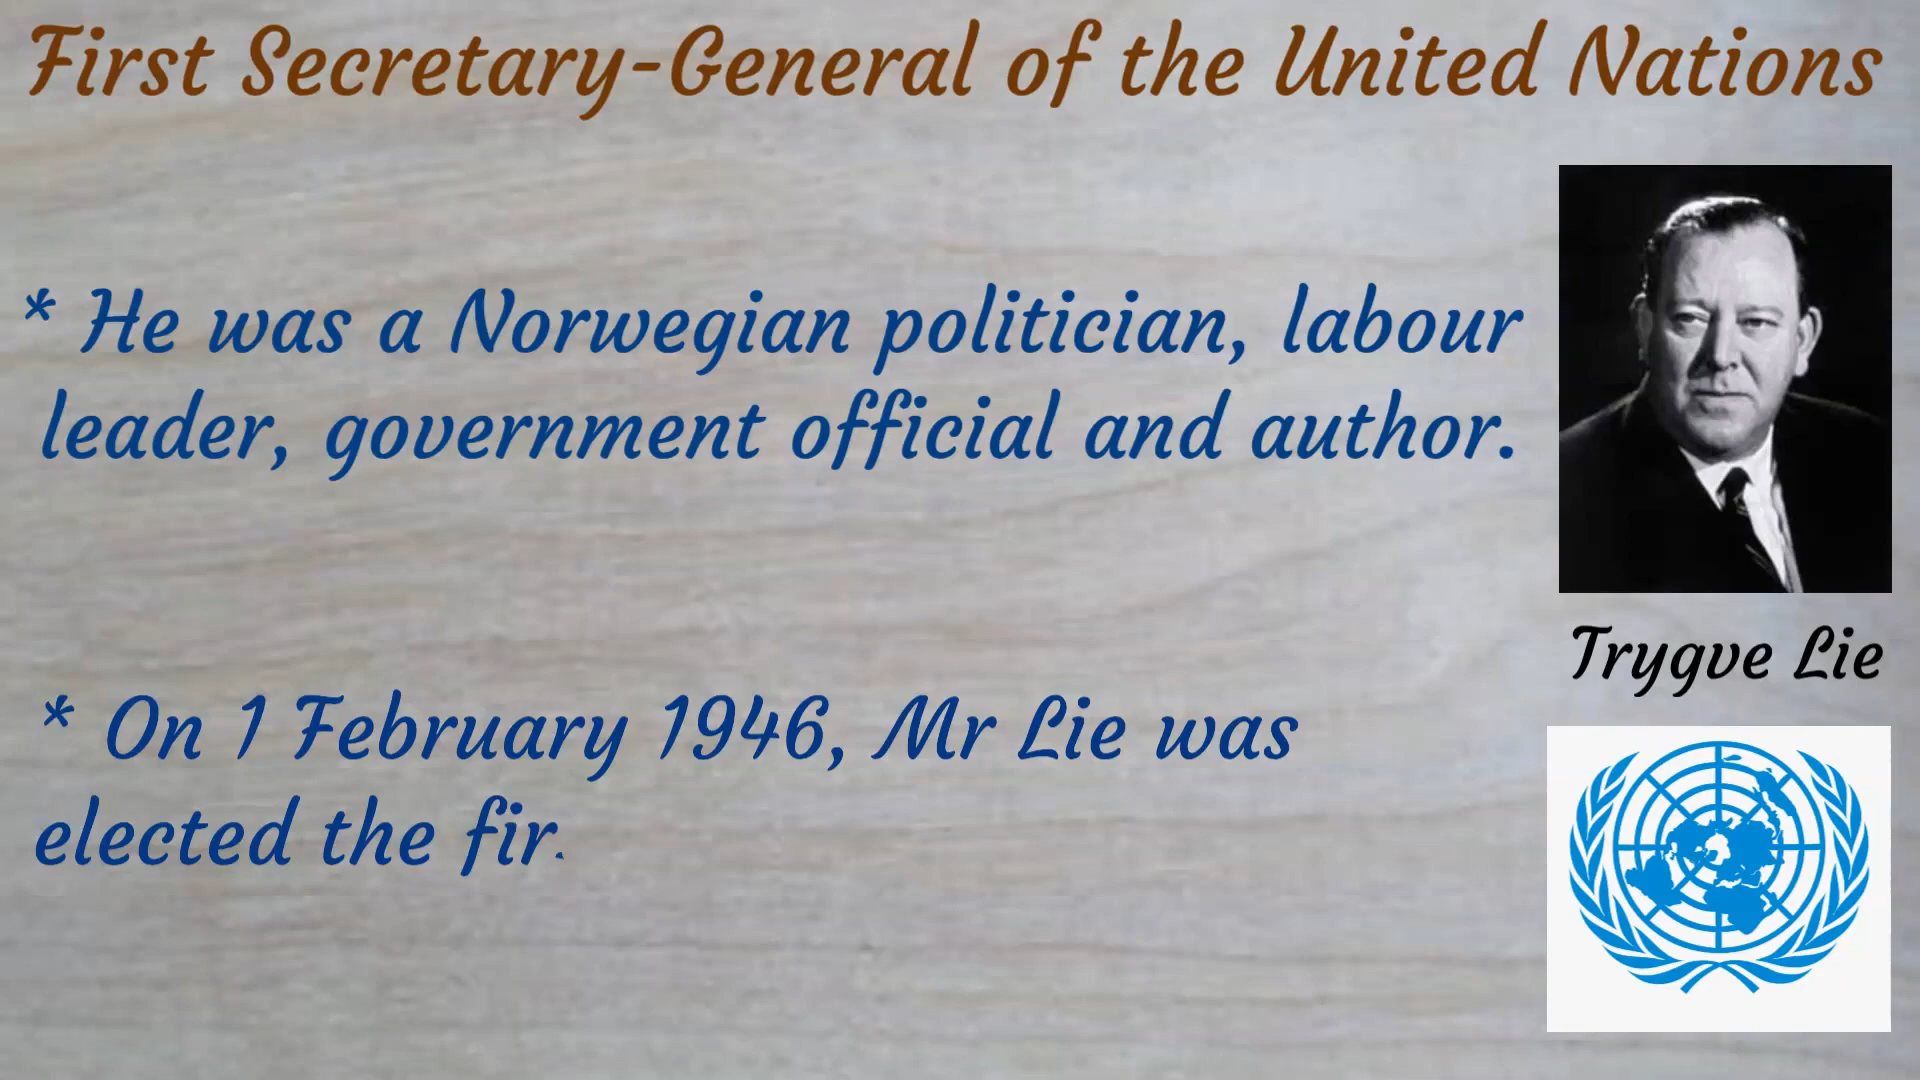 First Secretary-General of the United Nations
* He was a Norwegian politician, labour
leader, government official and author.
Trygve Lie
* On 1 February 1946, Mr Lie was
elected the fir